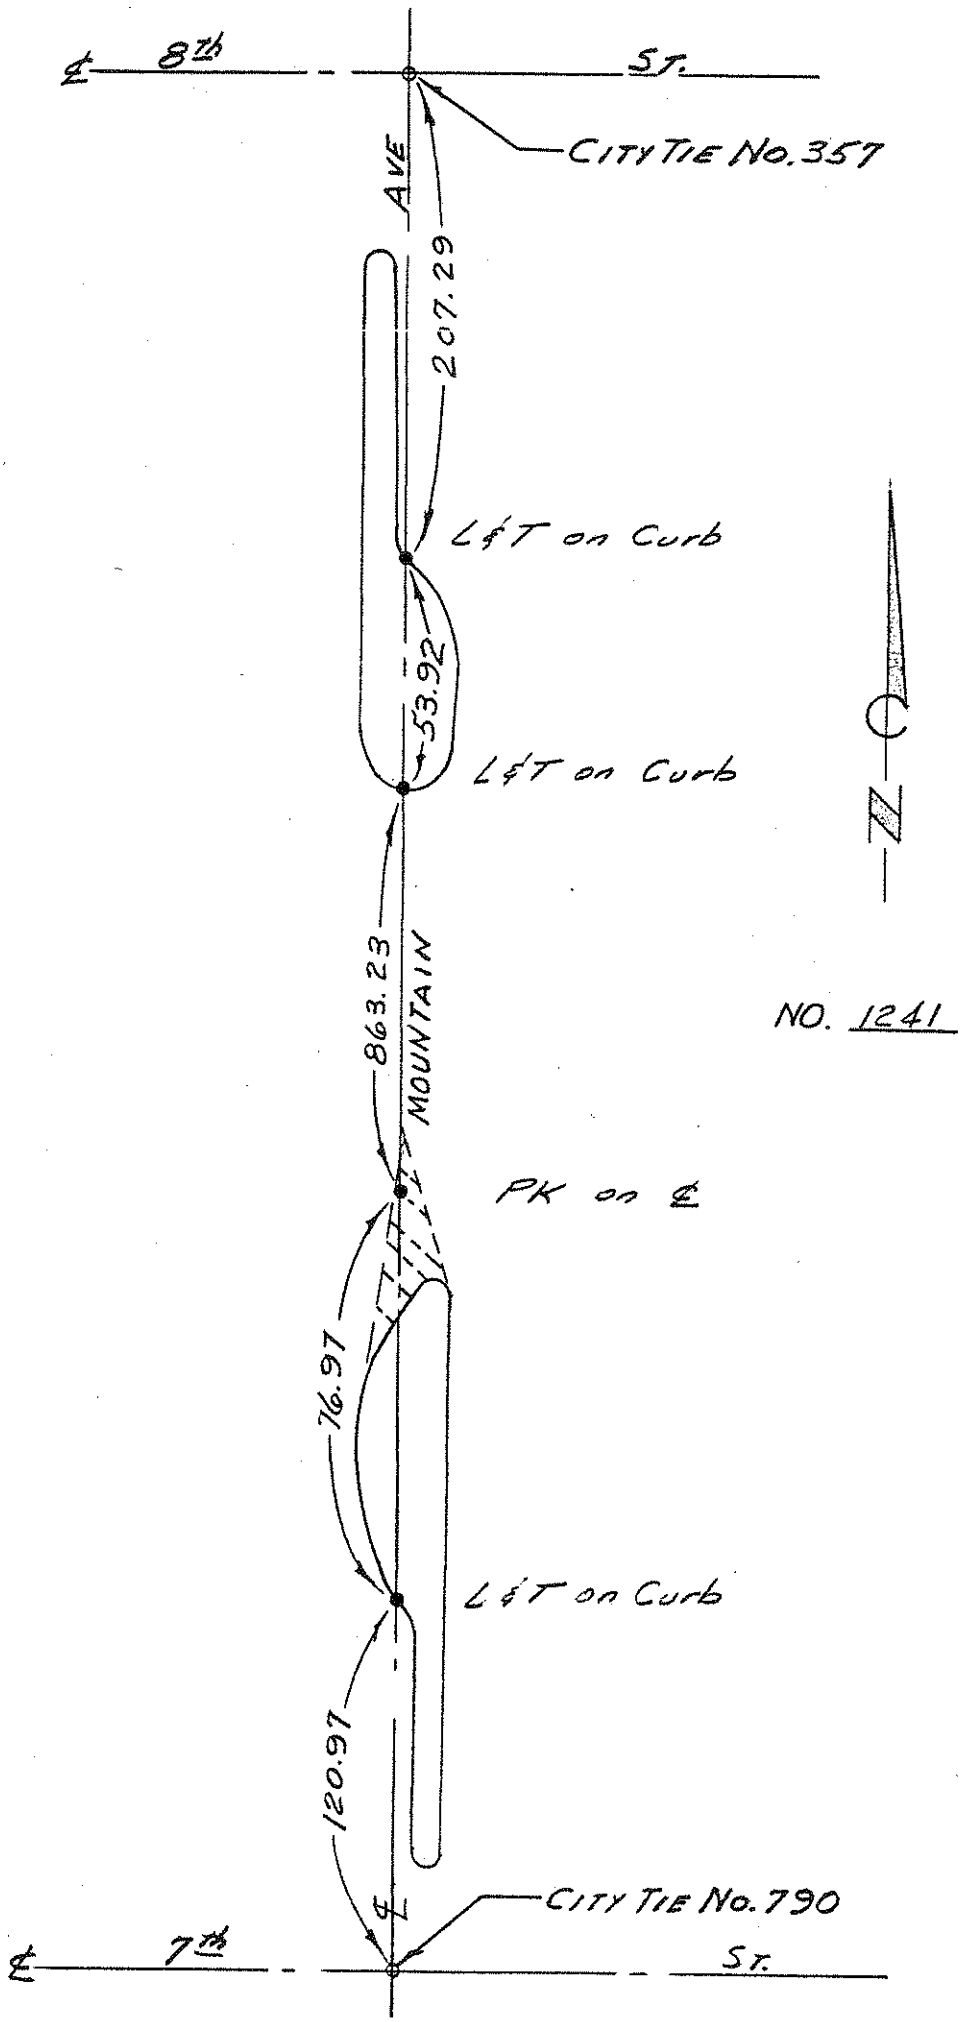 ℄ 8th ST.
CITY TIE No. 357
AVE
207.29
L&T on Curb
53.92
L&T on Curb
N
863.23
MOUNTAIN
NO. 1241
PK on ℄
76.97
L&T on Curb
120.97
℄
CITY TIE No. 790
℄ 7th ST.